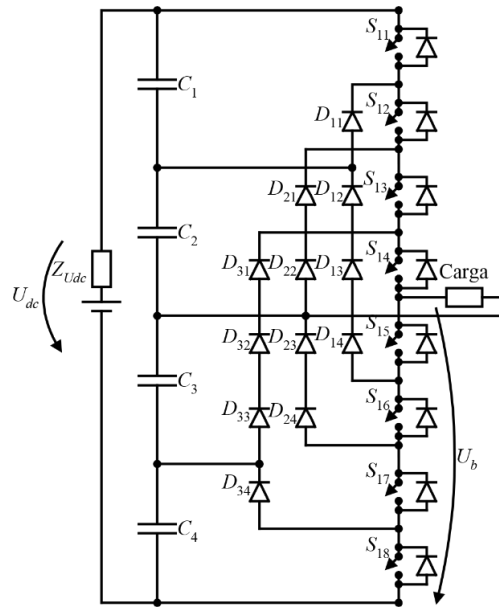 S11
C1
S12
D11
S13
D21
D12
C2
S14
D31
D22
D13
Carga
ZUdc
Udc
S15
D32
D23
D14
C3
S16
D33
D24
Ub
S17
D34
C4
S18